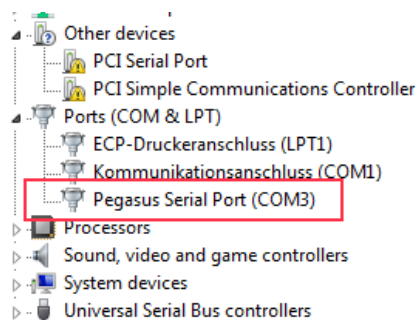 Other devices
PCI Serial Port
PCI Simple Communications Controller
Ports (COM & LPT)
ECP-Druckeranschluss (LPT1)
Kommunikationsanschluss (COM1)
Pegasus Serial Port (COM3)
Processors
Sound, video and game controllers
System devices
Universal Serial Bus controllers